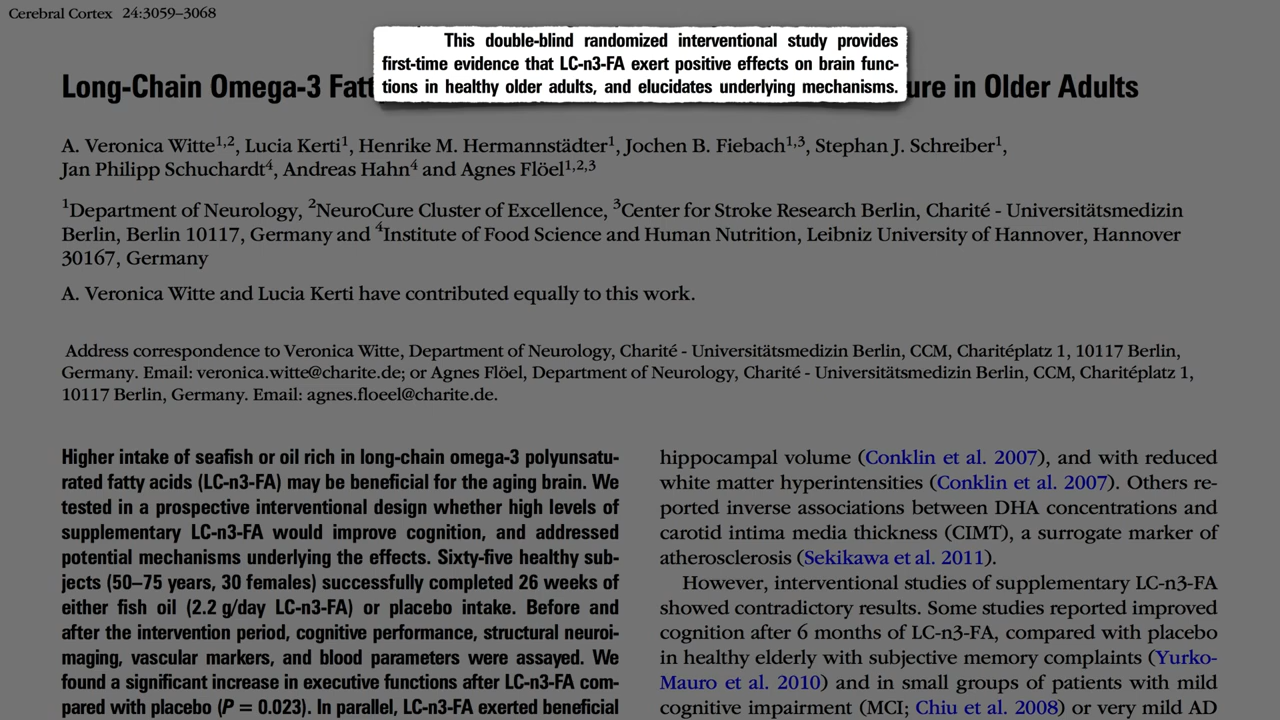 Cerebral Cortex 24:3059–3068
This double-blind randomized interventional study provides
first-time evidence that LC-n3-FA exert positive effects on brain func-
tions in healthy older adults, and elucidates underlying mechanisms.
Long-Chain Omega-3 ure in Older Adults
A. Veronica Witte1,2, Lucia Kerti1, Henrike M. Hermannstädter1, Jochen B. Fiebach1,3, Stephan J. Schreiber1,
Jan Philipp Schuchardt4, Andreas Hahn4 and Agnes Flöel1,2,3
1Department of Neurology, 2NeuroCure Cluster of Excellence, 3Center for Stroke Research Berlin, Charité - Universitätsmedizin
Berlin, Berlin 10117, Germany and 4Institute of Food Science and Human Nutrition, Leibniz University of Hannover, Hannover
30167, Germany
A. Veronica Witte and Lucia Kerti have contributed equally to this work.
Address correspondence to Veronica Witte, Department of Neurology, Charité - Universitätsmedizin Berlin, CCM, Charitéplatz 1, 10117 Berlin,
Germany. Email: veronica.witte@charite.de; or Agnes Flöel, Department of Neurology, Charité - Universitätsmedizin Berlin, CCM, Charitéplatz 1,
10117 Berlin, Germany. Email: agnes.floeel@charite.de.
Higher intake of seafish or oil rich in long-chain omega-3 polyunsatu-
rated fatty acids (LC-n3-FA) may be beneficial for the aging brain. We
tested in a prospective interventional design whether high levels of
supplementary LC-n3-FA would improve cognition, and addressed
potential mechanisms underlying the effects. Sixty-five healthy sub-
jects (50–75 years, 30 females) successfully completed 26 weeks of
either fish oil (2.2 g/day LC-n3-FA) or placebo intake. Before and
after the intervention period, cognitive performance, structural neuroi-
maging, vascular markers, and blood parameters were assayed. We
found a significant increase in executive functions after LC-n3-FA com-
pared with placebo (P = 0.023). In parallel, LC-n3-FA exerted beneficial
hippocampal volume (Conklin et al. 2007), and with reduced
white matter hyperintensities (Conklin et al. 2007). Others re-
ported inverse associations between DHA concentrations and
carotid intima media thickness (CIMT), a surrogate marker of
atherosclerosis (Sekikawa et al. 2011).
However, interventional studies of supplementary LC-n3-FA
showed contradictory results. Some studies reported improved
cognition after 6 months of LC-n3-FA, compared with placebo
in healthy elderly with subjective memory complaints (Yurko-
Mauro et al. 2010) and in small groups of patients with mild
cognitive impairment (MCI; Chiu et al. 2008) or very mild AD